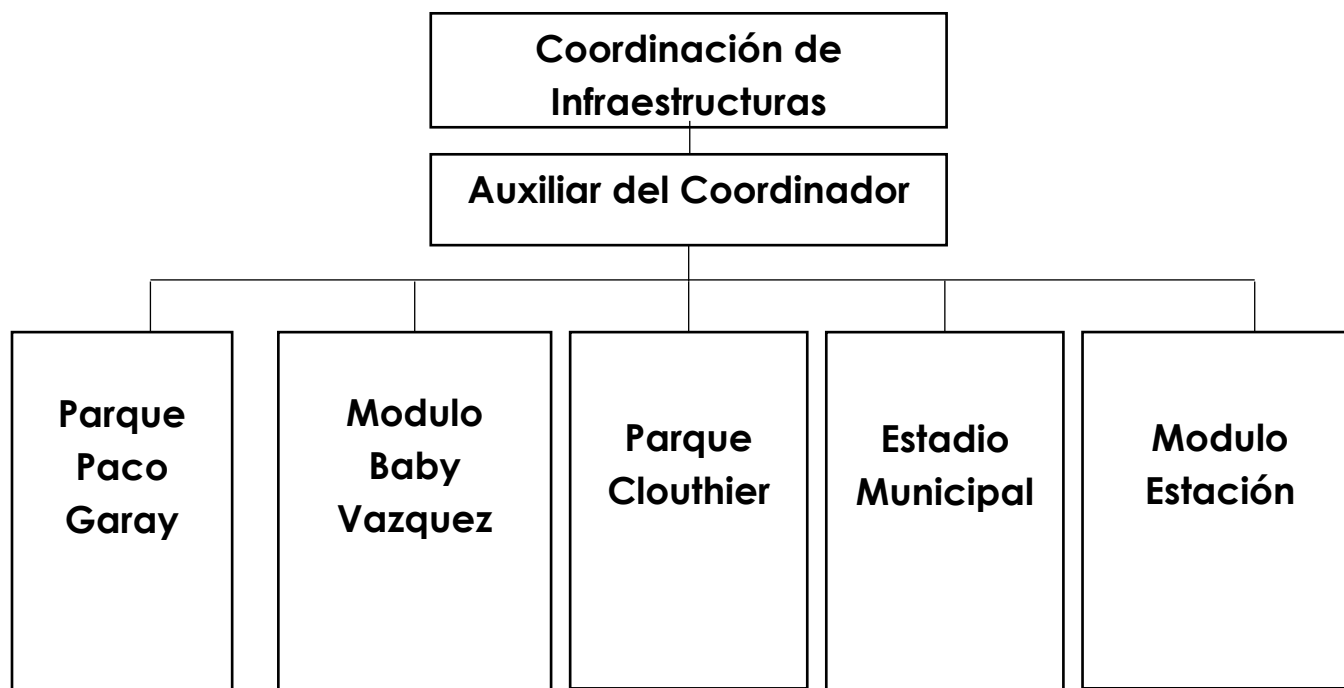 Coordinación de
Infraestructuras
Auxiliar del Coordinador
Parque
Paco
Garay
Modulo
Baby
Vazquez
Parque
Clouthier
Estadio
Municipal
Modulo
Estación